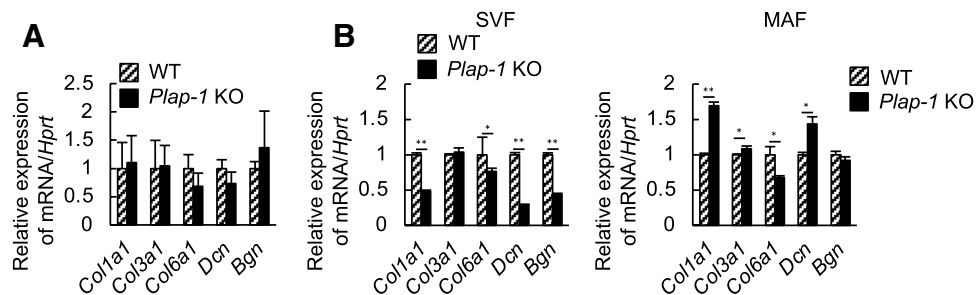 A
WT
Plap-1 KO
Relative expression
of mRNA/Hprt
2.5
2
1.5
1
0.5
0
Col1a1
Col3a1
Col6a1
Dcn
Bgn
B
SVF
WT
Plap-1 KO
Relative expression
of mRNA/Hprt
2
1.5
1
0.5
0
**
*
**
**
Col1a1
Col3a1
Col6a1
Dcn
Bgn
MAF
WT
Plap-1 KO
Relative expression
of mRNA/Hprt
2
1.5
1
0.5
0
**
*
*
*
Col1a1
Col3a1
Col6a1
Dcn
Bgn